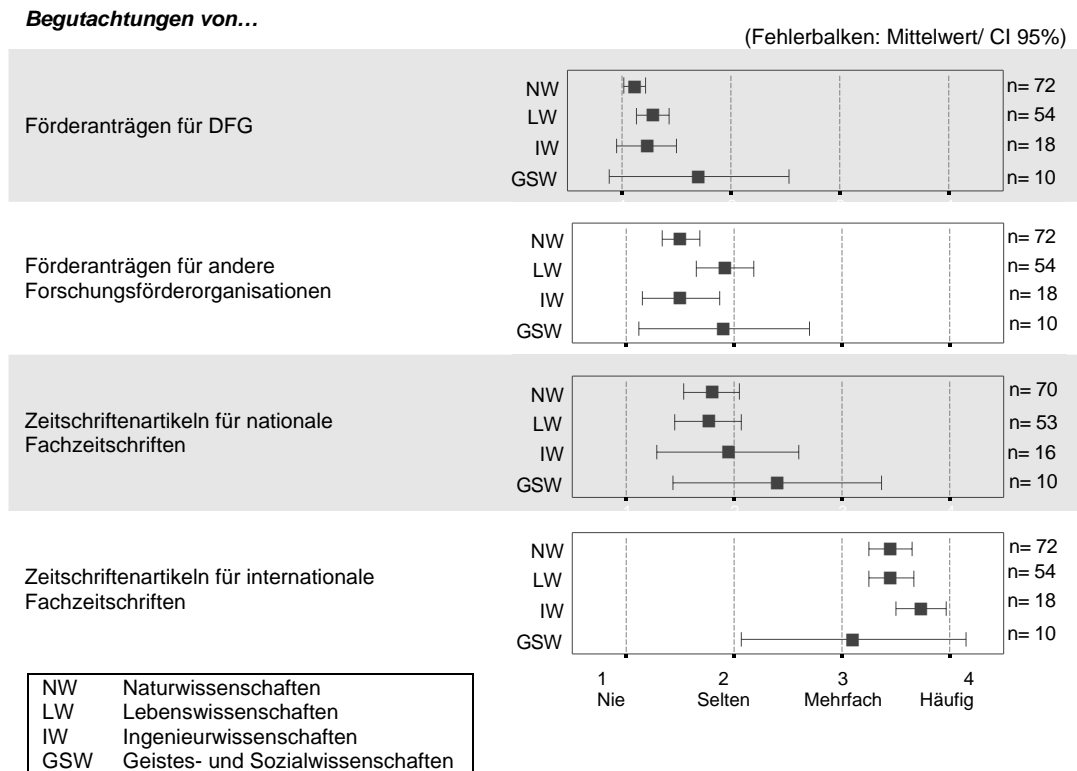 Begutachtungen von…
(Fehlerbalken: Mittelwert/ CI 95%)
Förderanträgen für DFG
NW n= 72
LW n= 54
IW n= 18
GSW n= 10
Förderanträgen für andere
Forschungsförderorganisationen
NW n= 72
LW n= 54
IW n= 18
GSW n= 10
Zeitschriftenartikeln für nationale
Fachzeitschriften
NW n= 70
LW n= 53
IW n= 16
GSW n= 10
Zeitschriftenartikeln für internationale
Fachzeitschriften
NW n= 72
LW n= 54
IW n= 18
GSW n= 10
1 2 3 4
Nie Selten Mehrfach Häufig
NW Naturwissenschaften
LW Lebenswissenschaften
IW Ingenieurwissenschaften
GSW Geistes- und Sozialwissenschaften